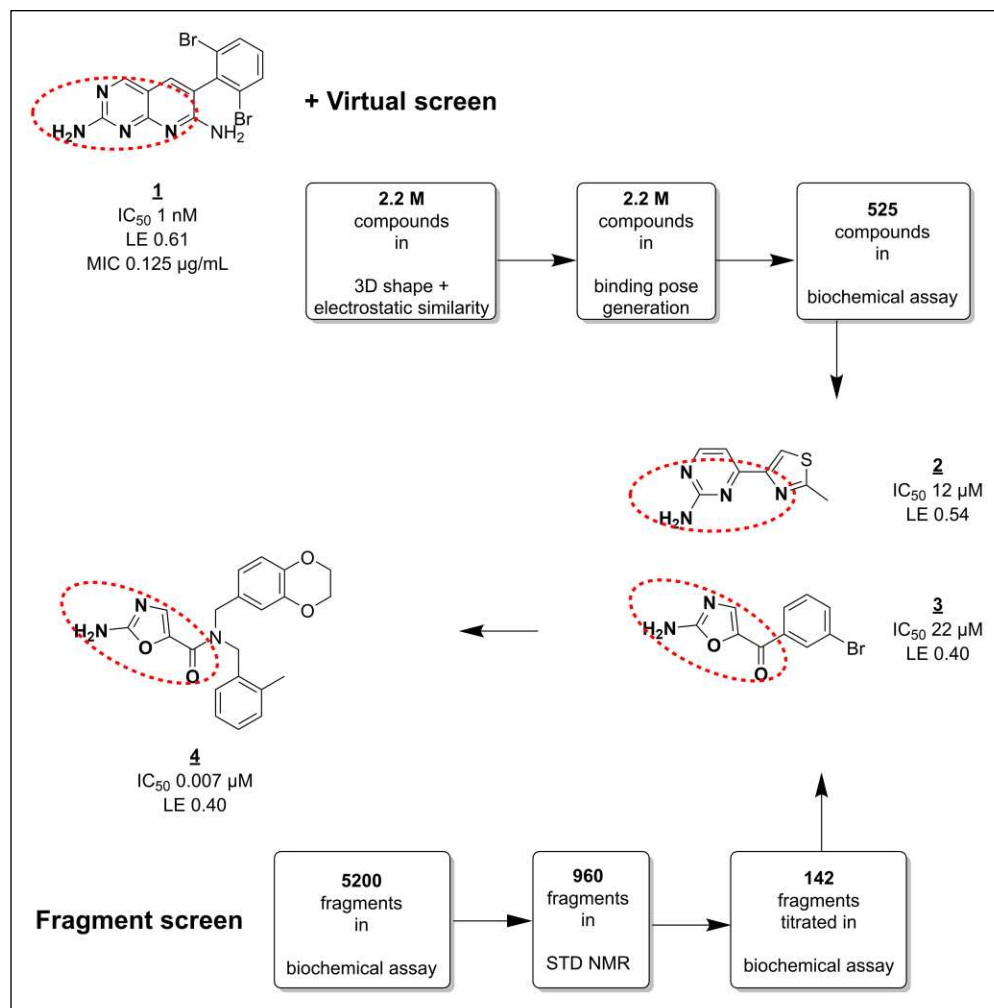 Br
N
Br
H₂N
N
N
NH₂
+ Virtual screen
1
IC₅₀ 1 nM
LE 0.61
MIC 0.125 µg/mL
2.2 M
compounds
in
3D shape +
electrostatic similarity
2.2 M
compounds
in
binding pose
generation
525
compounds
in
biochemical assay
S
N
N
N
H₂N
2
IC₅₀ 12 µM
LE 0.54
N
H₂N
O
O
Br
3
IC₅₀ 22 µM
LE 0.40
O
O
N
H₂N
O
N
O
4
IC₅₀ 0.007 µM
LE 0.40
Fragment screen
5200
fragments
in
biochemical assay
960
fragments
in
STD NMR
142
fragments
titrated in
biochemical assay